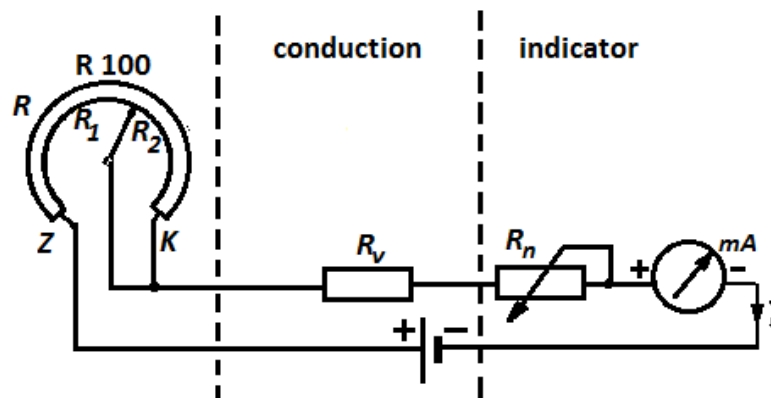 conduction
indicator
R 100
R
R1
R2
Z
K
Rv
Rn
+
mA
-
+
-